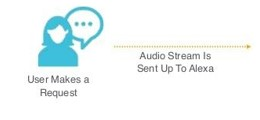 Audio Stream Is
Sent Up To Alexa
User Makes a
Request